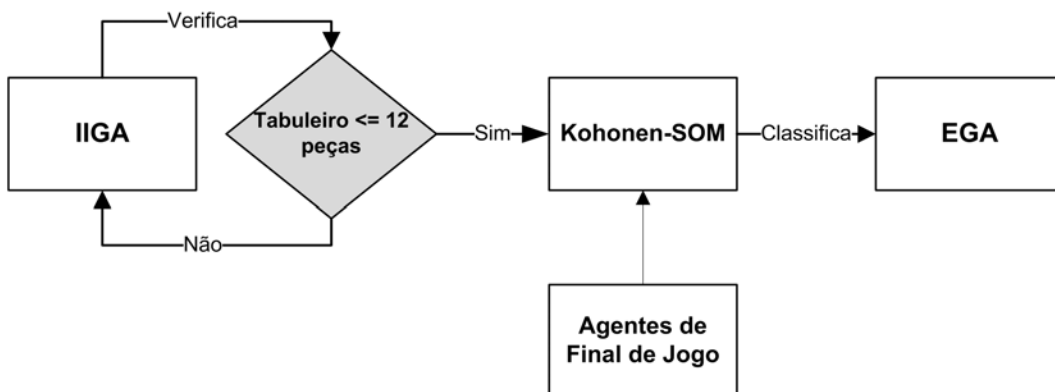 Verifica
IIGA
Tabuleiro <= 12
peças
Sim
Kohonen-SOM
Classifica
EGA
Não
Agentes de
Final de Jogo